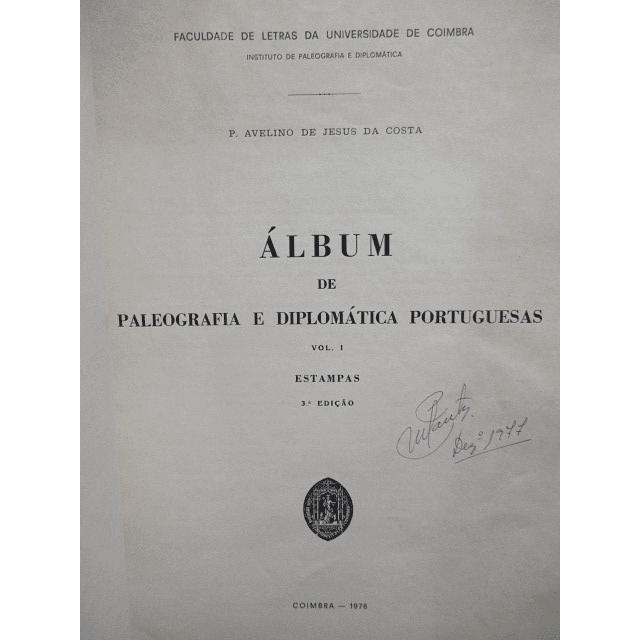 FACULDADE DE LETRAS DA UNIVERSIDADE DE COIMBRA
INSTITUTO DE PALEOGRAFIA E DIPLOMÁTICA
P. AVELINO DE JESUS DA COSTA
ÁLBUM
DE
PALEOGRAFIA E DIPLOMÁTICA PORTUGUESAS
VOL. I
ESTAMPAS
3.ª EDIÇÃO
Dezº 1977
COIMBRA — 1976